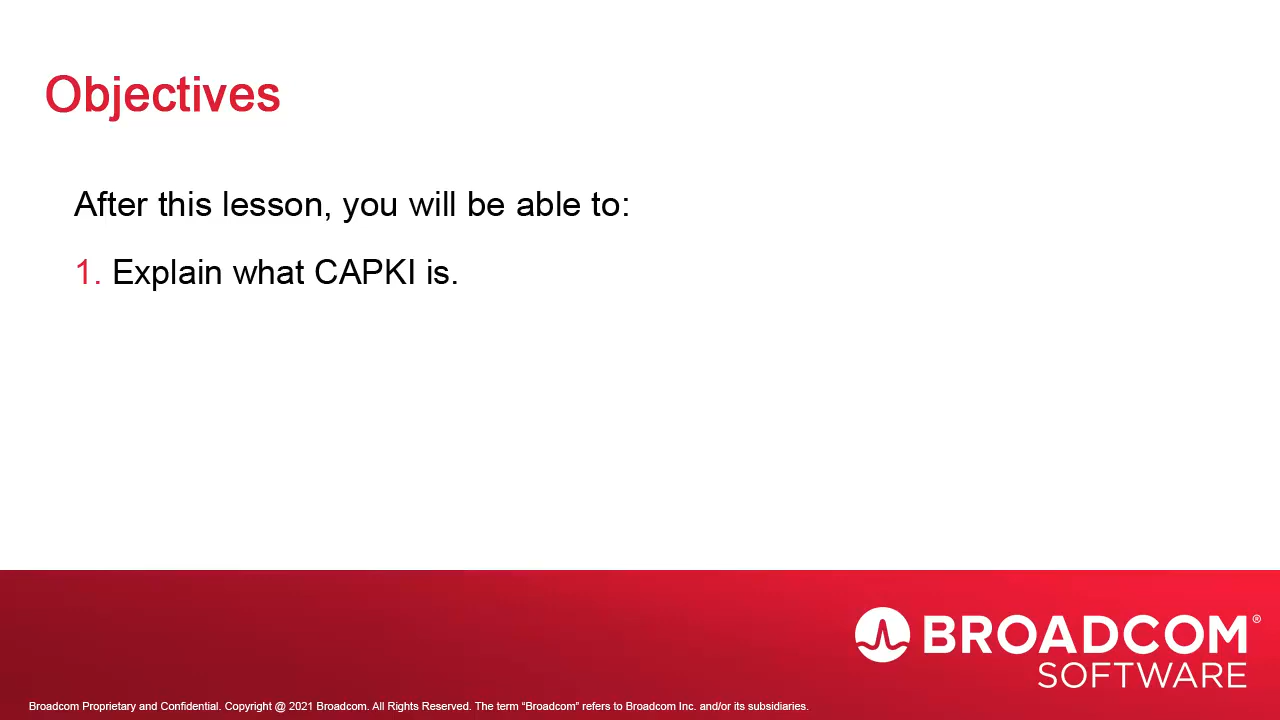 Objectives
After this lesson, you will be able to:
1. Explain what CAPKI is.
BROADCOM®
SOFTWARE
Broadcom Proprietary and Confidential. Copyright @ 2021 Broadcom. All Rights Reserved. The term “Broadcom” refers to Broadcom Inc. and/or its subsidiaries.